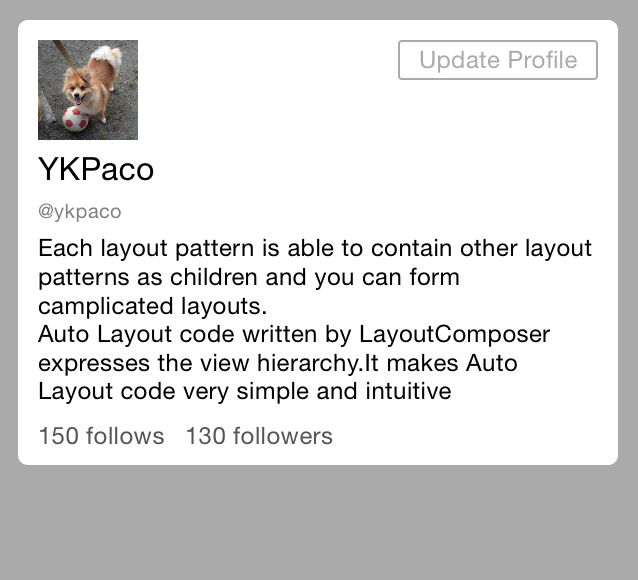 Update Profile
YKPaco
@ykpaco
Each layout pattern is able to contain other layout
patterns as children and you can form
camplicated layouts.
Auto Layout code written by LayoutComposer
expresses the view hierarchy.It makes Auto
Layout code very simple and intuitive
150 follows 130 followers